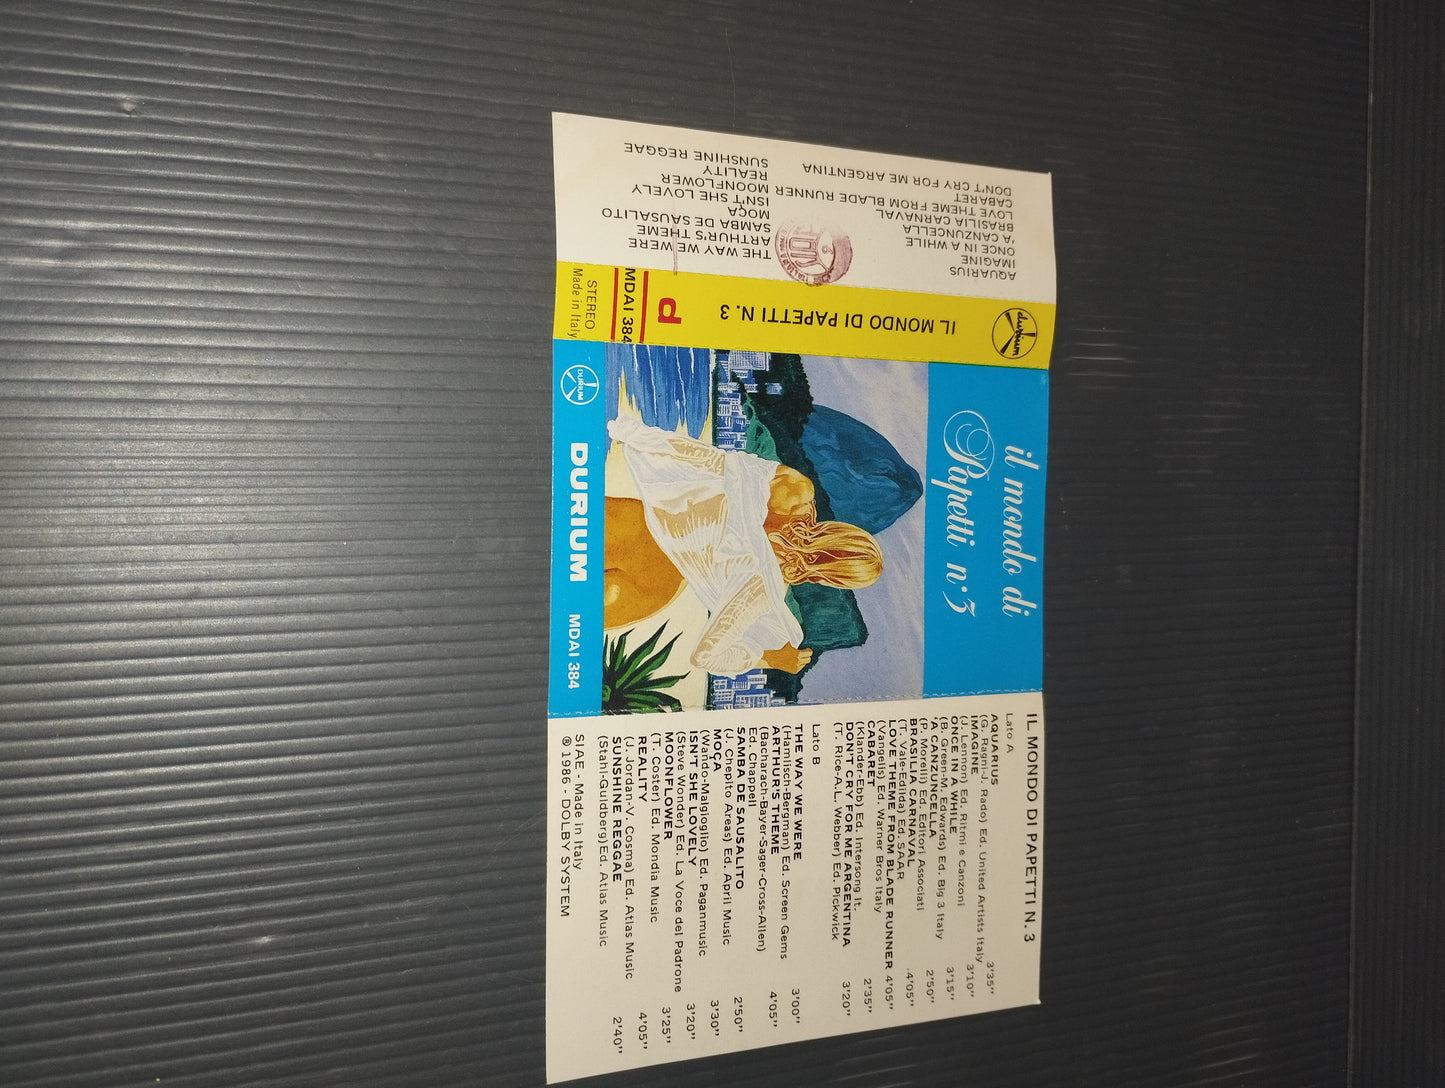 AQUARIUS
IMAGINE
ONCE IN A WHILE
'A CANZUNCELLA
BRASILIA CARNAVAL
LOVE THEME FROM BLADE RUNNER
CABARET
DON'T CRY FOR ME ARGENTINA
THE WAY WE WERE
ARTHUR'S THEME
SAMBA DE SAUSALITO
MOÇA
ISN'T SHE LOVELY
MOONFLOWER
REALITY
SUNSHINE REGGAE
durium
IL MONDO DI PAPETTI N. 3
d
MDAI 384
STEREO
Made in Italy
il mondo di
Papetti n° 3
DURIUM
DURIUM
MDAI 384
IL MONDO DI PAPETTI N. 3
Lato A
AQUARIUS 3'35"
(G. Ragni-J. Rado) Ed. United Artists Italy
IMAGINE 3'10"
(J. Lennon) Ed. Ritmi e Canzoni
ONCE IN A WHILE 3'15"
(B. Green-M. Edwards) Ed. Big 3 Italy
'A CANZUNCELLA 2'50"
(P. Morelli) Ed. Editori Associati
BRASILIA CARNAVAL 4'05"
(T. Vale-Edilda) Ed. SAAR
LOVE THEME FROM BLADE RUNNER 4'05"
(Vangelis) Ed. Warner Bros Italy
CABARET 2'35"
(Klander-Ebb) Ed. Intersong It.
DON'T CRY FOR ME ARGENTINA 3'20"
(T. Rice-A.L. Webber) Ed. Pickwick
Lato B
THE WAY WE WERE 3'00"
(Hamlisch-Bergman) Ed. Screen Gems
ARTHUR'S THEME 4'05"
(Bacharach-Bayer-Sager-Cross-Allen)
Ed. Chappell
SAMBA DE SAUSALITO 2'50"
(J. Chepito Areas) Ed. April Music
MOÇA 3'30"
(Wando-Malgioglio) Ed. Paganmusic
ISN'T SHE LOVELY 3'20"
(Steve Wonder) Ed. La Voce del Padrone
MOONFLOWER 3'25"
(T. Coster) Ed. Mondia Music
REALITY 4'05"
(J. Jordan-V. Cosma) Ed. Atlas Music
SUNSHINE REGGAE 2'40"
(Stahl-Guldberg)Ed. Atlas Music
SIAE - Made in Italy
℗ 1986 - DOLBY SYSTEM